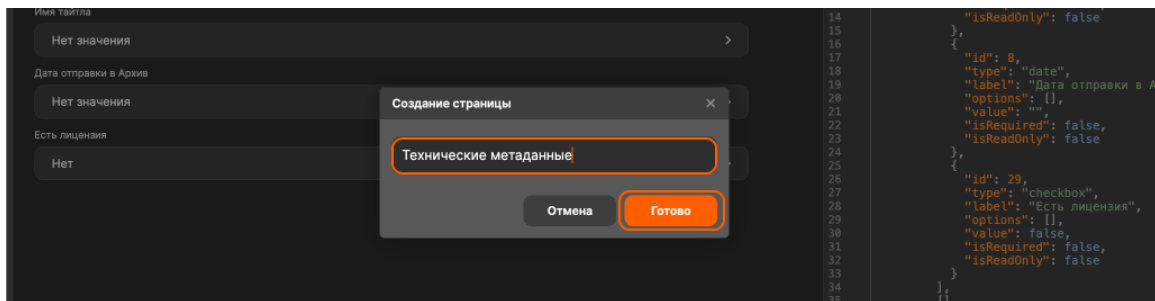 Имя тайтла
Нет значения
Дата отправки в Архив
Нет значения
Есть лицензия
Нет
Создание страницы
Технические метаданные
Отмена
Готово
14 "isReadOnly": false
15 },
16 {
17 "id": 8,
18 "type": "date",
19 "label": "Дата отправки в А
20 "options": [],
21 "value": "",
22 "isRequired": false,
23 "isReadOnly": false
24 },
25 {
26 "id": 29,
27 "type": "checkbox",
28 "label": "Есть лицензия",
29 "options": [],
30 "value": false,
31 "isRequired": false,
32 "isReadOnly": false
33 }
34 ],
35 []